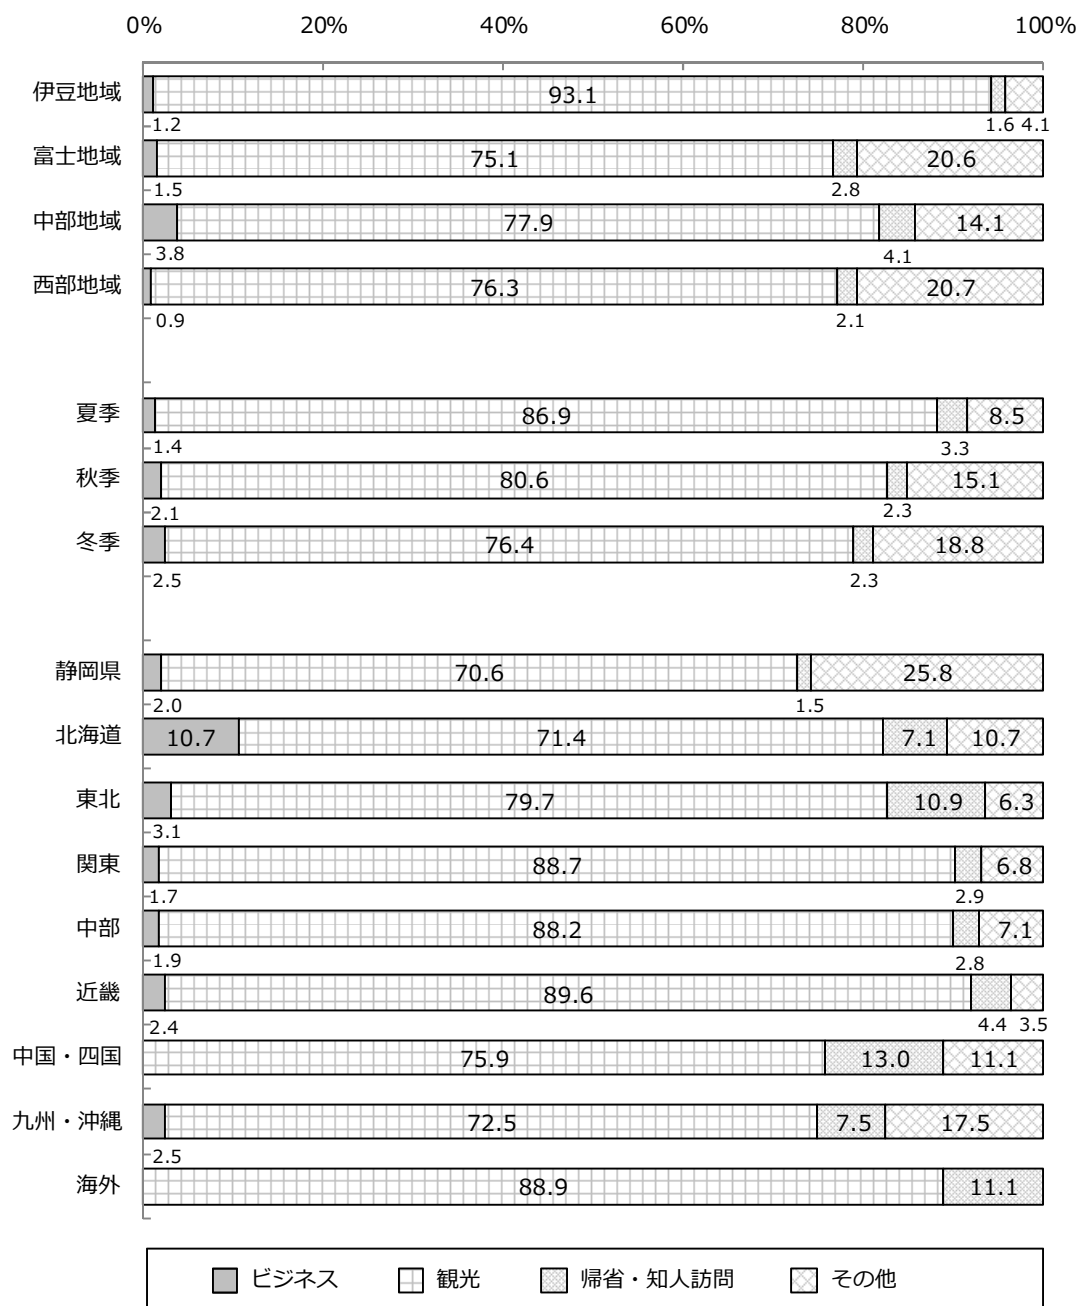 0% 20% 40% 60% 80% 100%
伊豆地域 93.1
1.2 1.6 4.1
富士地域 75.1 20.6
1.5 2.8
中部地域 77.9 14.1
3.8 4.1
西部地域 76.3 20.7
0.9 2.1
夏季 86.9 8.5
1.4 3.3
秋季 80.6 15.1
2.1 2.3
冬季 76.4 18.8
2.5 2.3
静岡県 70.6 25.8
2.0 1.5
北海道 10.7 71.4 7.1 10.7
東北 79.7 10.9 6.3
3.1
関東 88.7 6.8
1.7 2.9
中部 88.2 7.1
1.9 2.8
近畿 89.6
2.4 4.4 3.5
中国・四国 75.9 13.0 11.1
九州・沖縄 72.5 7.5 17.5
2.5
海外 88.9 11.1
ビジネス 観光 帰省・知人訪問 その他